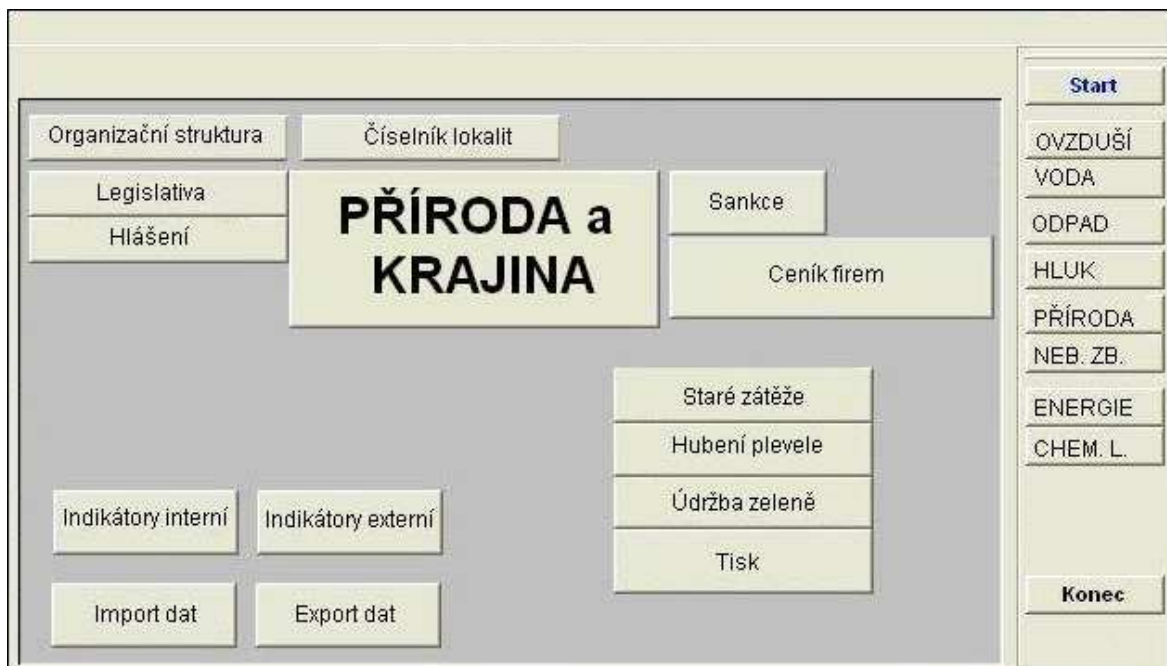 Organizační struktura
Číselník lokalit
Legislativa
Hlášení
PŘÍRODA a
KRAJINA
Sankce
Ceník firem
Staré zátěže
Hubení plevele
Údržba zeleně
Tisk
Indikátory interní
Indikátory externí
Import dat
Export dat
Start
OVZDUŠÍ
VODA
ODPAD
HLUK
PŘÍRODA
NEB. ZB.
ENERGIE
CHEM. L.
Konec